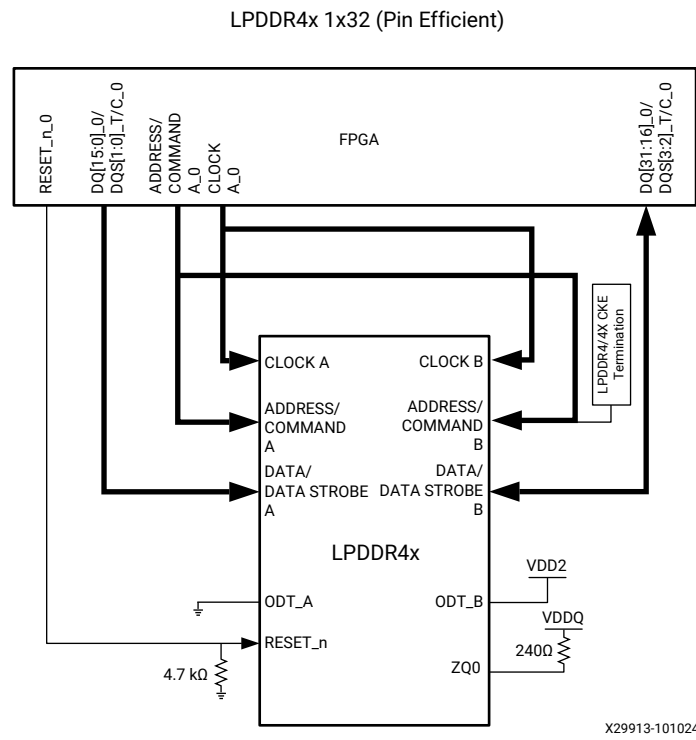 LPDDR4x 1x32 (Pin Efficient)
RESET_n_0
DQ[15:0]_0/
DQS[1:0]_T/C_0
ADDRESS/
COMMAND
A_0
CLOCK
A_0
FPGA
DQ[31:16]_0/
DQS[3:2]_T/C_0
LPDDR4/4X CKE
Termination
CLOCK A
CLOCK B
ADDRESS/
COMMAND
A
ADDRESS/
COMMAND
B
DATA/
DATA STROBE
A
DATA/
DATA STROBE
B
LPDDR4x
VDD2
ODT_A
ODT_B
VDDQ
RESET_n
240Ω
4.7 kΩ
ZQ0
X29913-101024